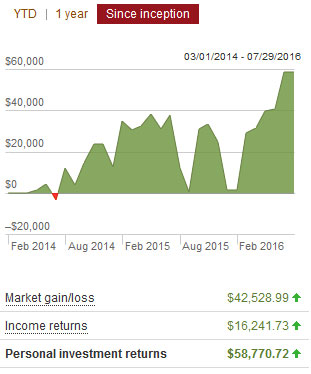 YTD | 1 year Since inception
03/01/2014 - 07/29/2016
$60,000
$40,000
$20,000
$0
–$20,000
Feb 2014 Aug 2014 Feb 2015 Aug 2015 Feb 2016
Market gain/loss $42,528.99
Income returns $16,241.73
Personal investment returns $58,770.72